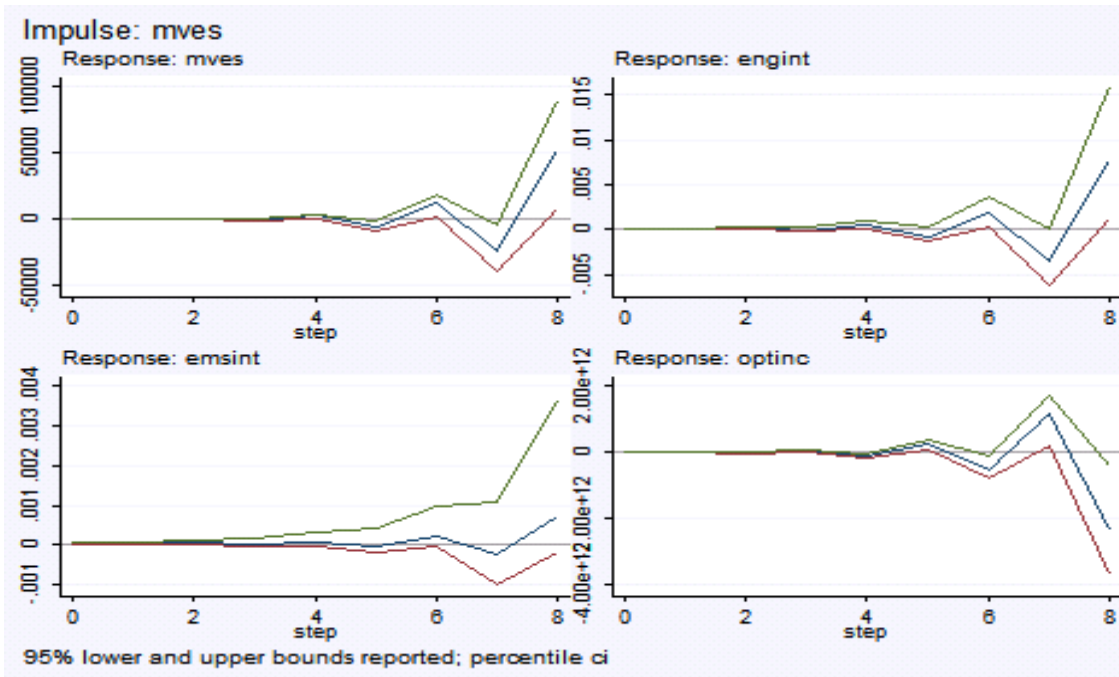 Impulse: mves
Response: mves
Response: engint
100000
50000
0
-50000
0 2 4 6 8
step
.015
.01
.005
0
-.005
0 2 4 6 8
step
Response: emsint
Response: optinc
.004
.003
.002
.001
0
-.001
0 2 4 6 8
step
2.00e+12
0
-4.00e+12
0 2 4 6 8
step
95% lower and upper bounds reported; percentile ci